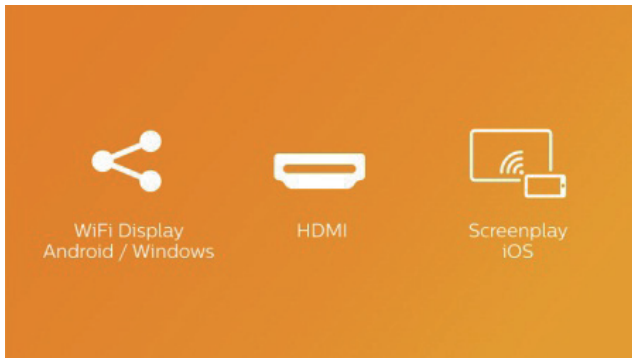 WiFi Display
Android / Windows
HDMI
Screenplay
iOS